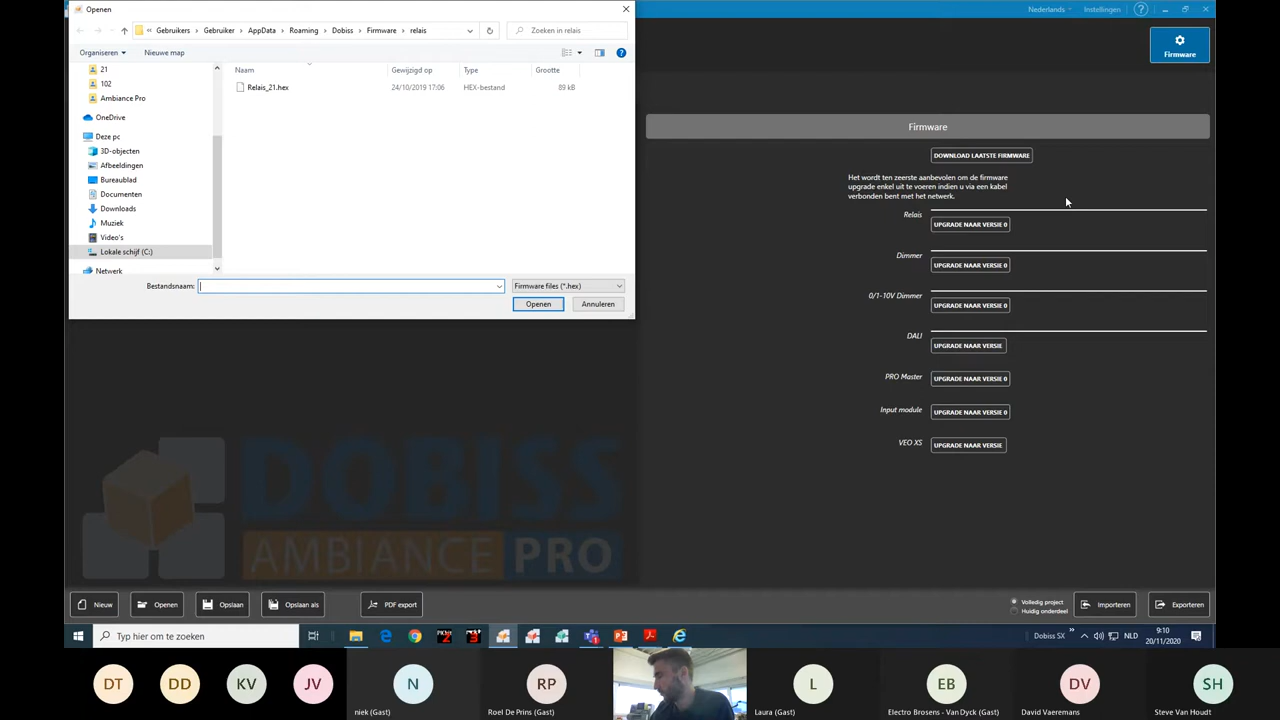 Openen
Nederlands
Instellingen
?
Firmware
« Gebruikers > Gebruiker > AppData > Roaming > Dobiss > Firmware > relais
Zoeken in relais
Organiseren
Nieuwe map
?
21
102
Ambiance Pro
OneDrive
Deze pc
3D-objecten
Afbeeldingen
Bureaublad
Documenten
Downloads
Muziek
Video's
Lokale schijf (C:)
Netwerk
Naam
Gewijzigd op
Type
Grootte
Relais_21.hex
24/10/2019 17:06
HEX-bestand
89 kB
Bestandsnaam:
Firmware files (*.hex)
Openen
Annuleren
Firmware
DOWNLOAD LAATSTE FIRMWARE
Het wordt ten zeerste aanbevolen om de firmware
upgrade enkel uit te voeren indien u via een kabel
verbonden bent met het netwerk.
Relais
UPGRADE NAAR VERSIE 0
Dimmer
UPGRADE NAAR VERSIE 0
0/1-10V Dimmer
UPGRADE NAAR VERSIE 0
DALI
UPGRADE NAAR VERSIE
PRO Master
UPGRADE NAAR VERSIE 0
Input module
UPGRADE NAAR VERSIE 0
VEO XS
UPGRADE NAAR VERSIE
DOBISS
AMBIANCE PRO
Nieuw
Openen
Opslaan
Opslaan als
PDF export
Volledig project
Huidig onderdeel
Importeren
Exporteren
Typ hier om te zoeken
Dobiss SX
NLD
9:10
20/11/2020
DT
DD
KV
JV
N
niek (Gast)
RP
Roel De Prins (Gast)
L
Laura (Gast)
EB
Electro Brosens - Van Dyck (Gast)
DV
David Vaeremans
SH
Steve Van Houdt